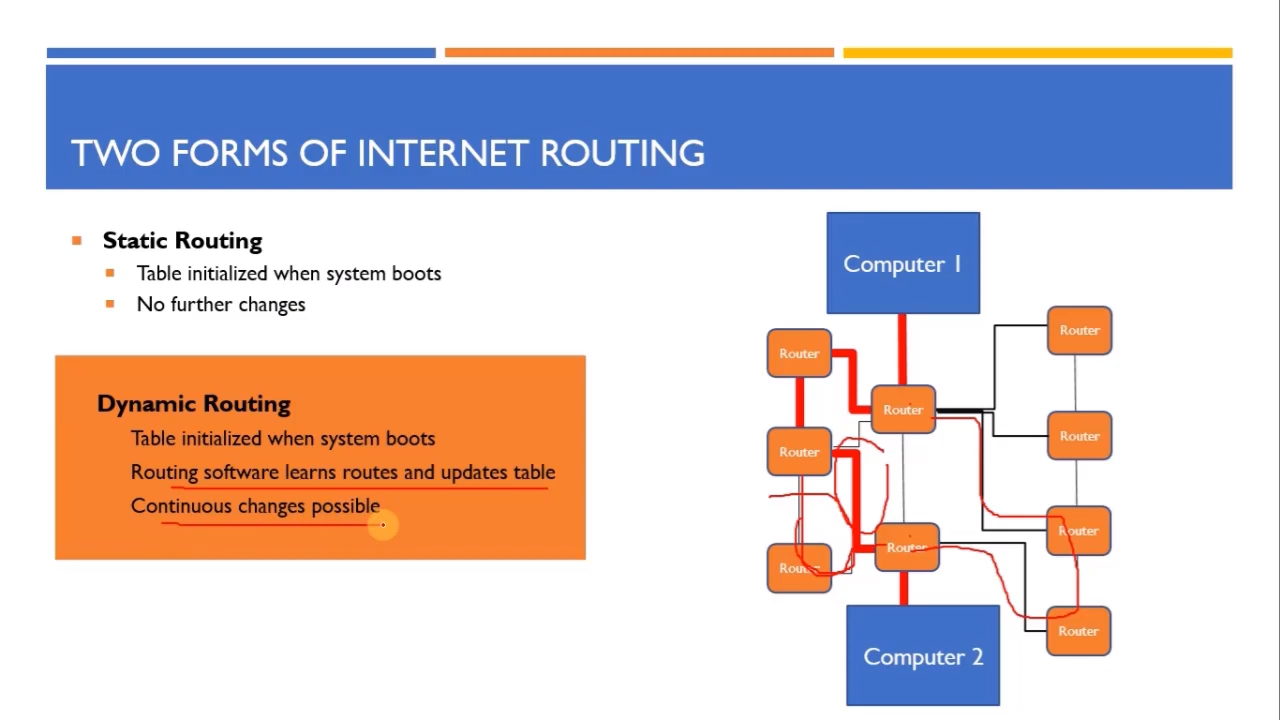 TWO FORMS OF INTERNET ROUTING
Static Routing
Table initialized when system boots
No further changes
Dynamic Routing
Table initialized when system boots
Routing software learns routes and updates table
Continuous changes possible
Computer 1
Router
Router
Router
Router
Router
Router
Router
Router
Router
Computer 2